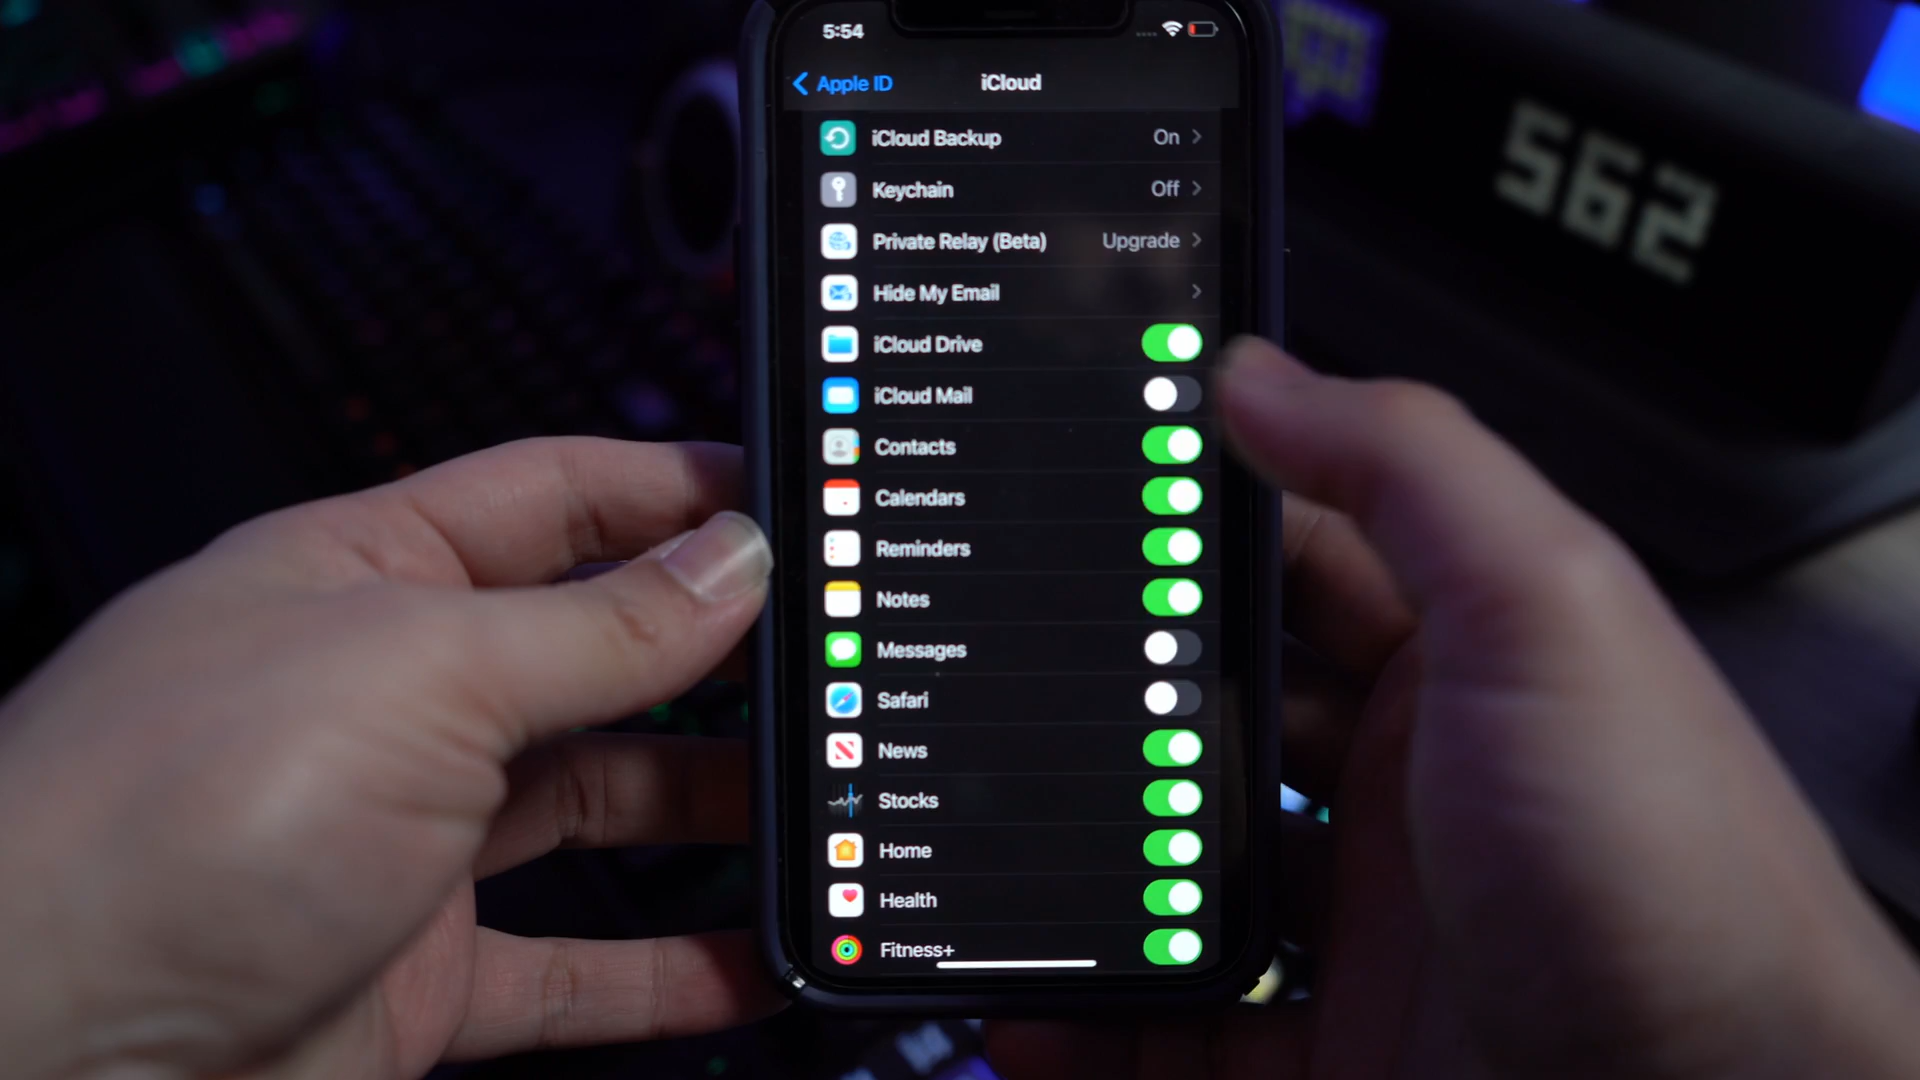 5:54
Apple ID
iCloud
iCloud Backup On
Keychain Off
Private Relay (Beta) Upgrade
Hide My Email
iCloud Drive
iCloud Mail
Contacts
Calendars
Reminders
Notes
Messages
Safari
News
Stocks
Home
Health
Fitness+
562